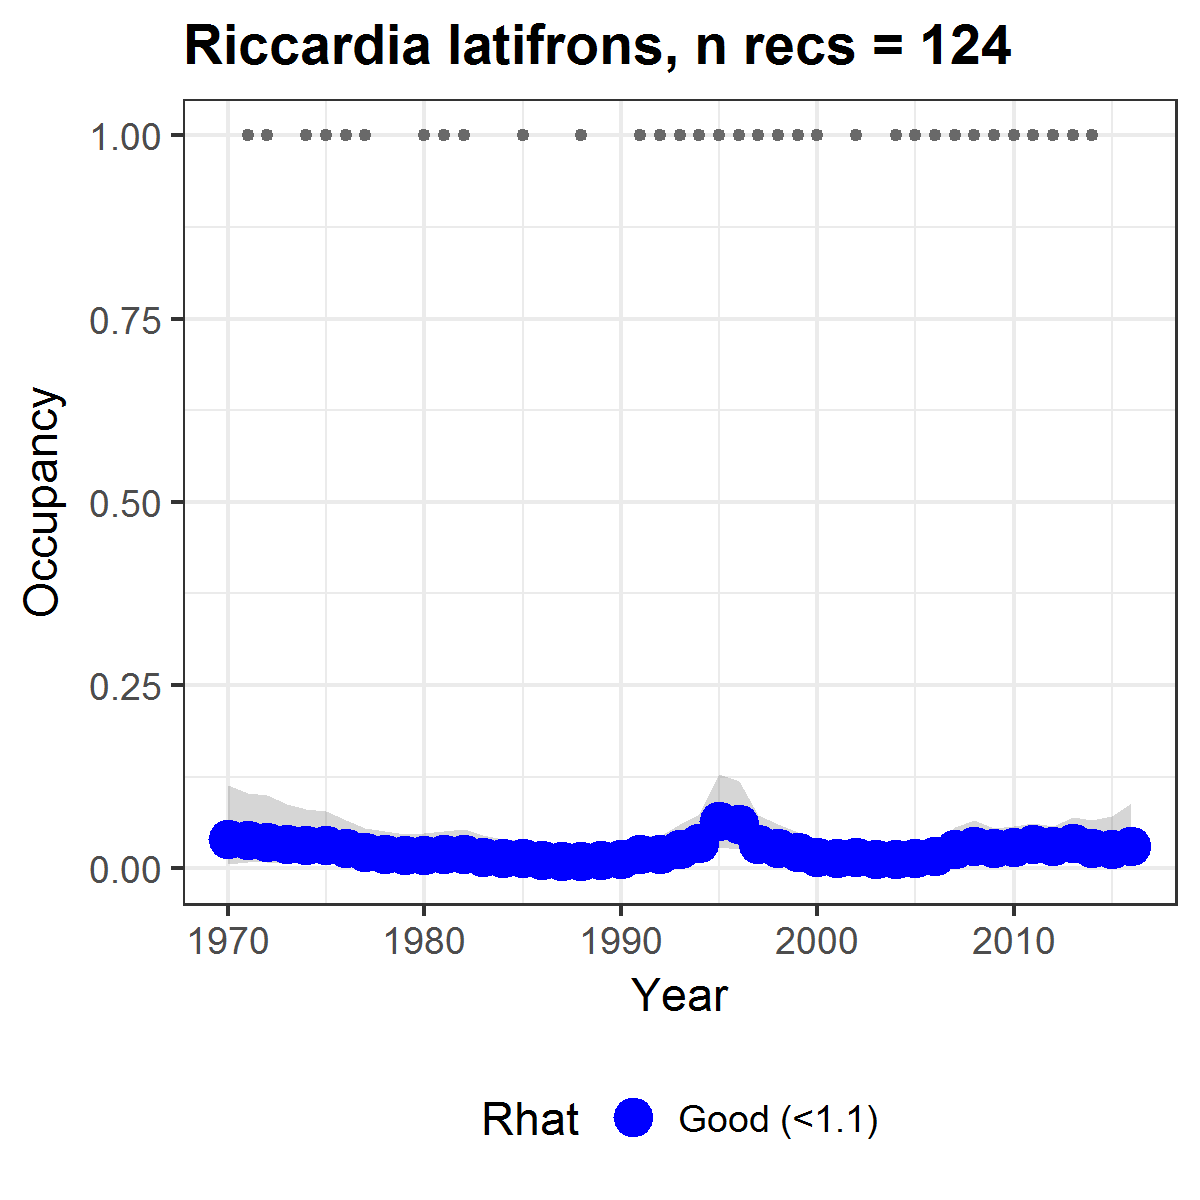 Riccardia latifrons, n recs = 124
1.00
0.75
0.50
0.25
0.00
Occupancy
1970 1980 1990 2000 2010
Year
Rhat Good (<1.1)